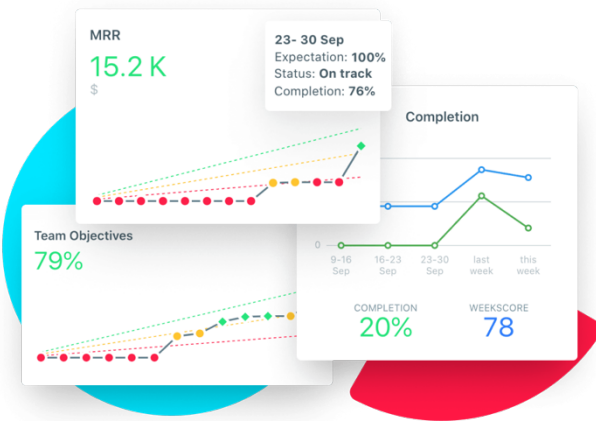 MRR
15.2 K
$
23- 30 Sep
Expectation: 100%
Status: On track
Completion: 76%
Completion
0
9-16 Sep
16-23 Sep
23-30 Sep
last week
this week
COMPLETION
20%
WEEKSCORE
78
Team Objectives
79%